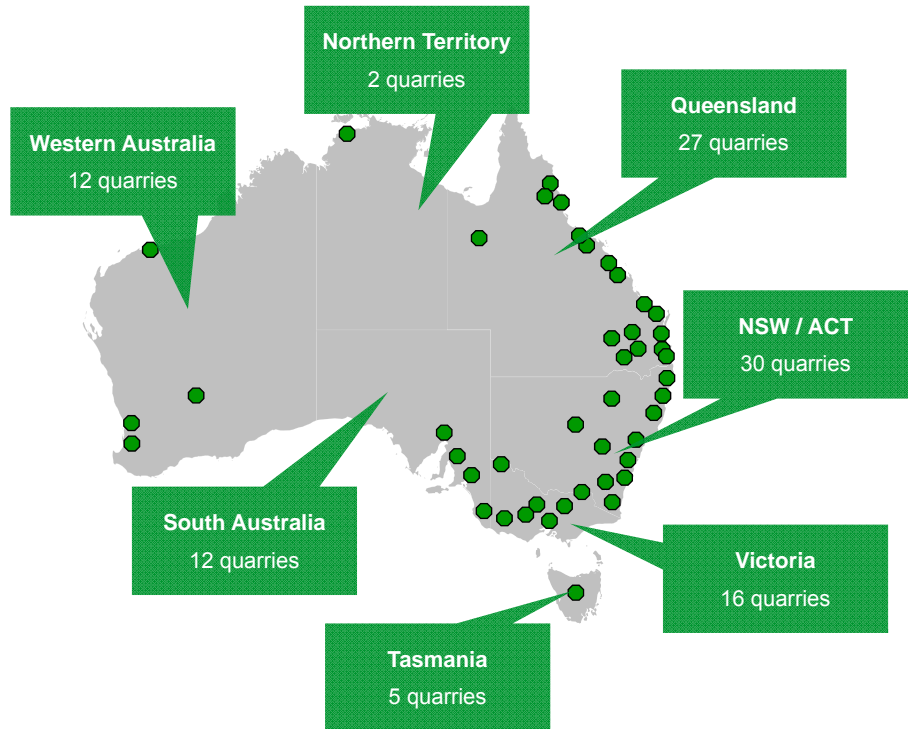 Northern Territory
2 quarries
Queensland
27 quarries
Western Australia
12 quarries
NSW / ACT
30 quarries
South Australia
12 quarries
Victoria
16 quarries
Tasmania
5 quarries